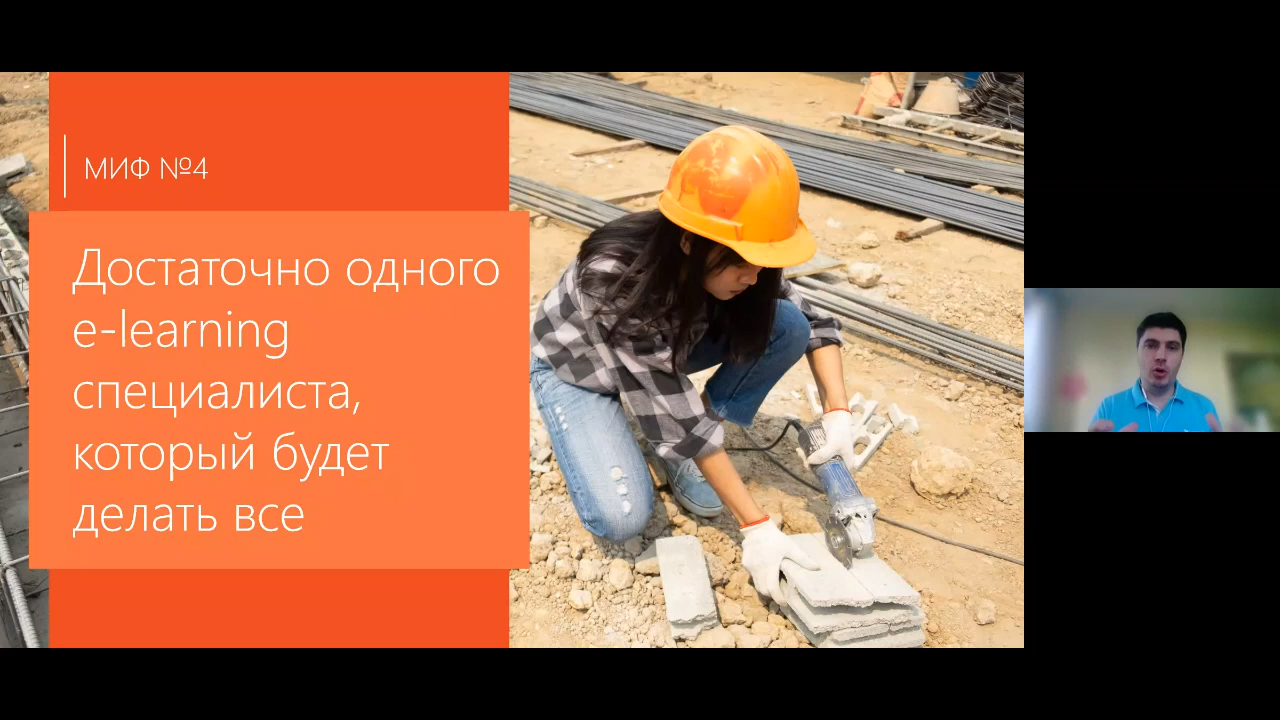 МИФ №4
Достаточно одного
e-learning
специалиста,
который будет
делать все